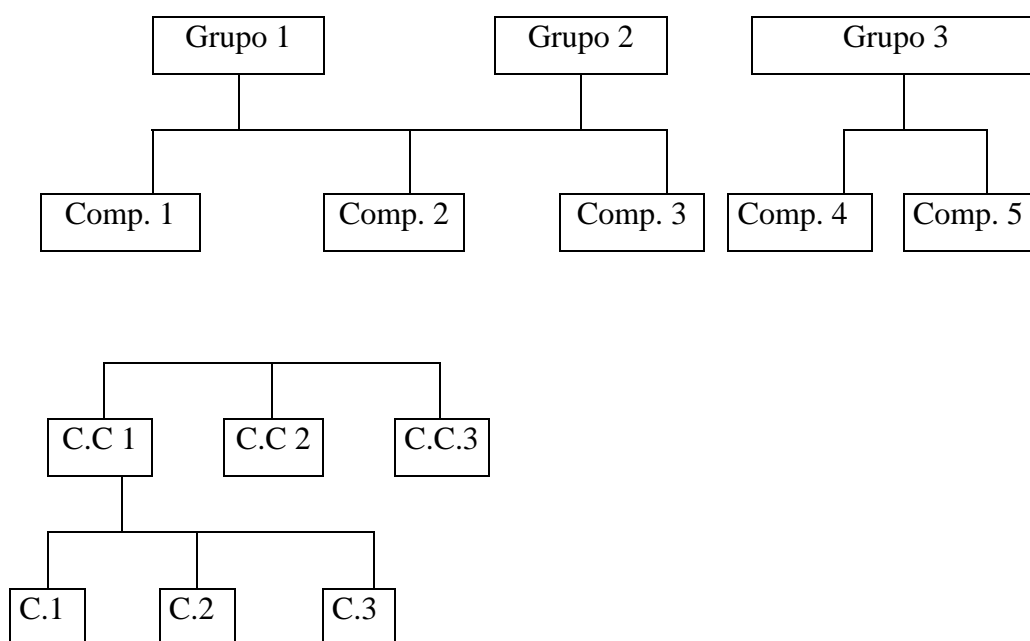 Grupo 1
Grupo 2
Grupo 3
Comp. 1
Comp. 2
Comp. 3
Comp. 4
Comp. 5
C.C 1
C.C 2
C.C.3
C.1
C.2
C.3